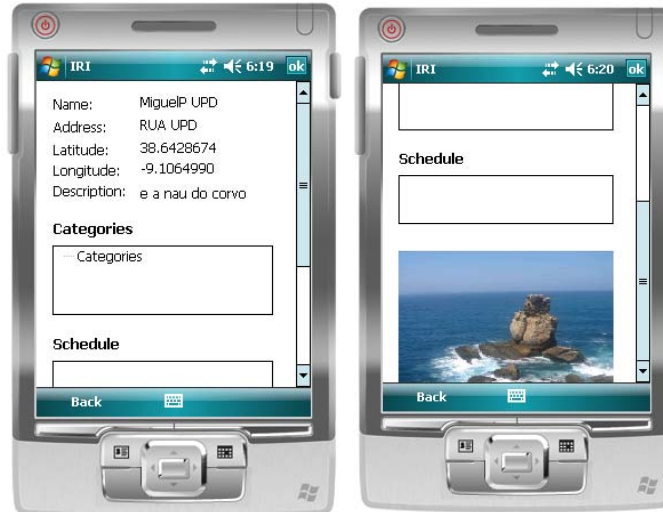 IRI 6:19 ok
Name: MiguelP UPD
Address: RUA UPD
Latitude: 38.6428674
Longitude: -9.1064990
Description: e a nau do corvo
Categories
Categories
Schedule
Back
IRI 6:20 ok
Schedule
Back